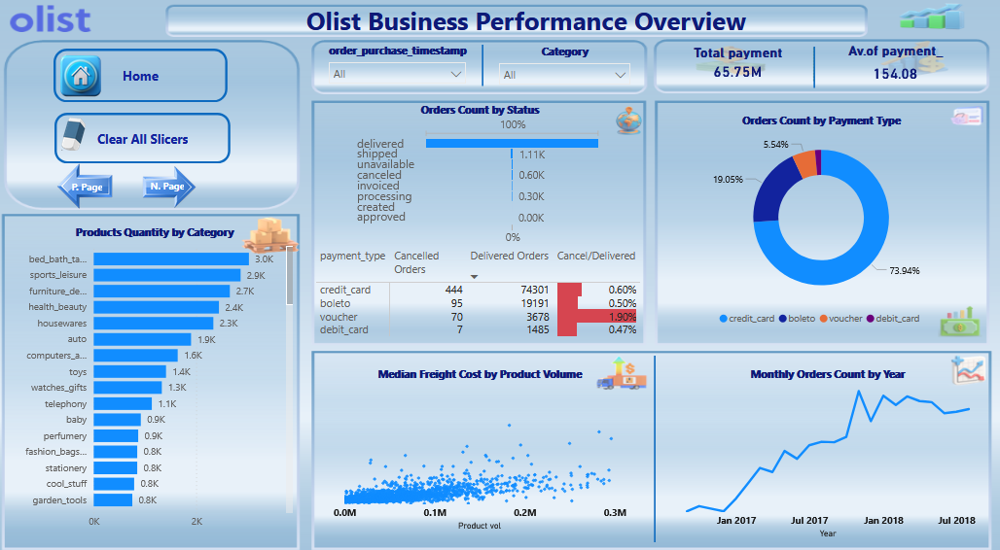 olist
Olist Business Performance Overview
Home
Clear All Slicers
P. Page
N. Page
order_purchase_timestamp
All
Category
All
Total payment
65.75M
Av.of payment_
154.08
Products Quantity by Category
bed_bath_ta... 3.0K
sports_leisure 2.9K
furniture_de... 2.7K
health_beauty 2.4K
housewares 2.3K
auto 1.9K
computers_a... 1.6K
toys 1.4K
watches_gifts 1.3K
telephony 1.1K
baby 0.9K
perfumery 0.9K
fashion_bags... 0.8K
stationery 0.8K
cool_stuff 0.8K
garden_tools 0.8K
0K 2K
Orders Count by Status
100%
delivered
shipped 1.11K
unavailable
canceled 0.60K
invoiced
processing 0.30K
created
approved 0.00K
0%
payment_type Cancelled Orders Delivered Orders Cancel/Delivered
credit_card 444 74301 0.60%
boleto 95 19191 0.50%
voucher 70 3678 1.90%
debit_card 7 1485 0.47%
Orders Count by Payment Type
5.54%
19.05%
73.94%
credit_card boleto voucher debit_card
Median Freight Cost by Product Volume
0.0M 0.1M 0.2M 0.3M
Product vol
Monthly Orders Count by Year
Jan 2017 Jul 2017 Jan 2018 Jul 2018
Year